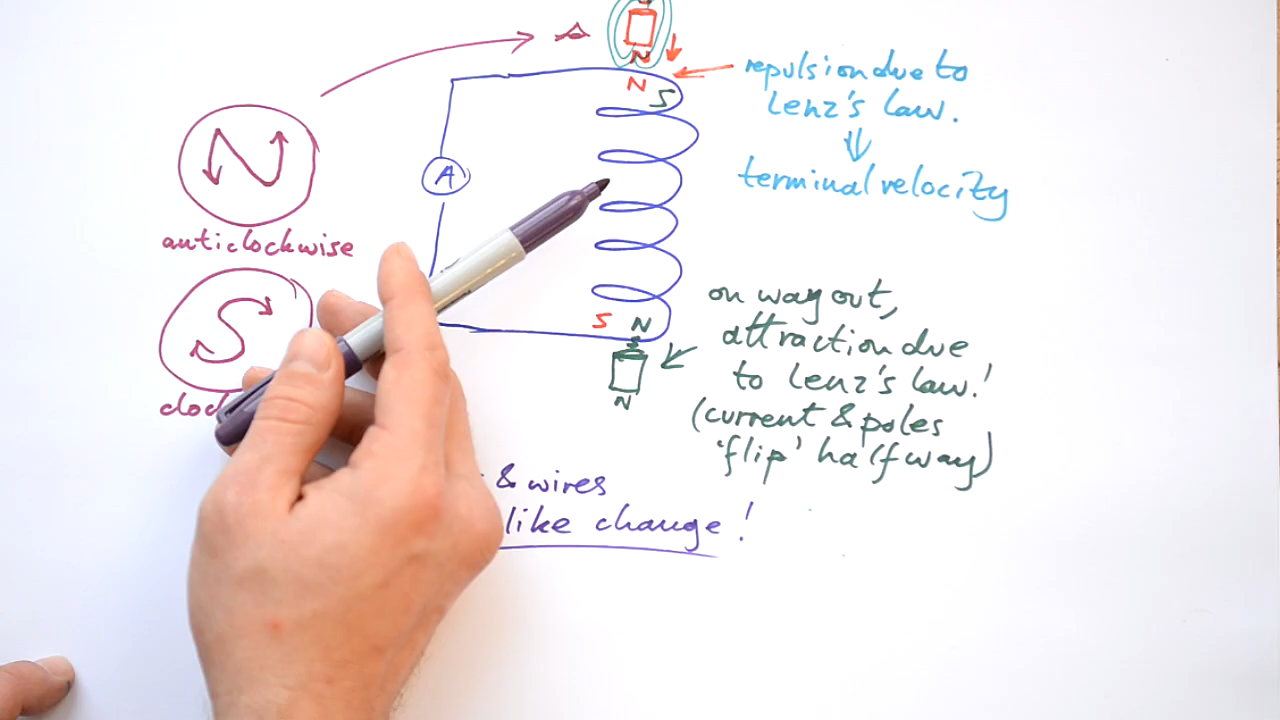 N
N
S
repulsion due to
Lenz's law.
⇓
terminal velocity
N
anticlockwise
A
S
S N
N
on way out,
attraction due
to Lenz's law!
(current & poles
'flip' halfway)
& wires
like change!